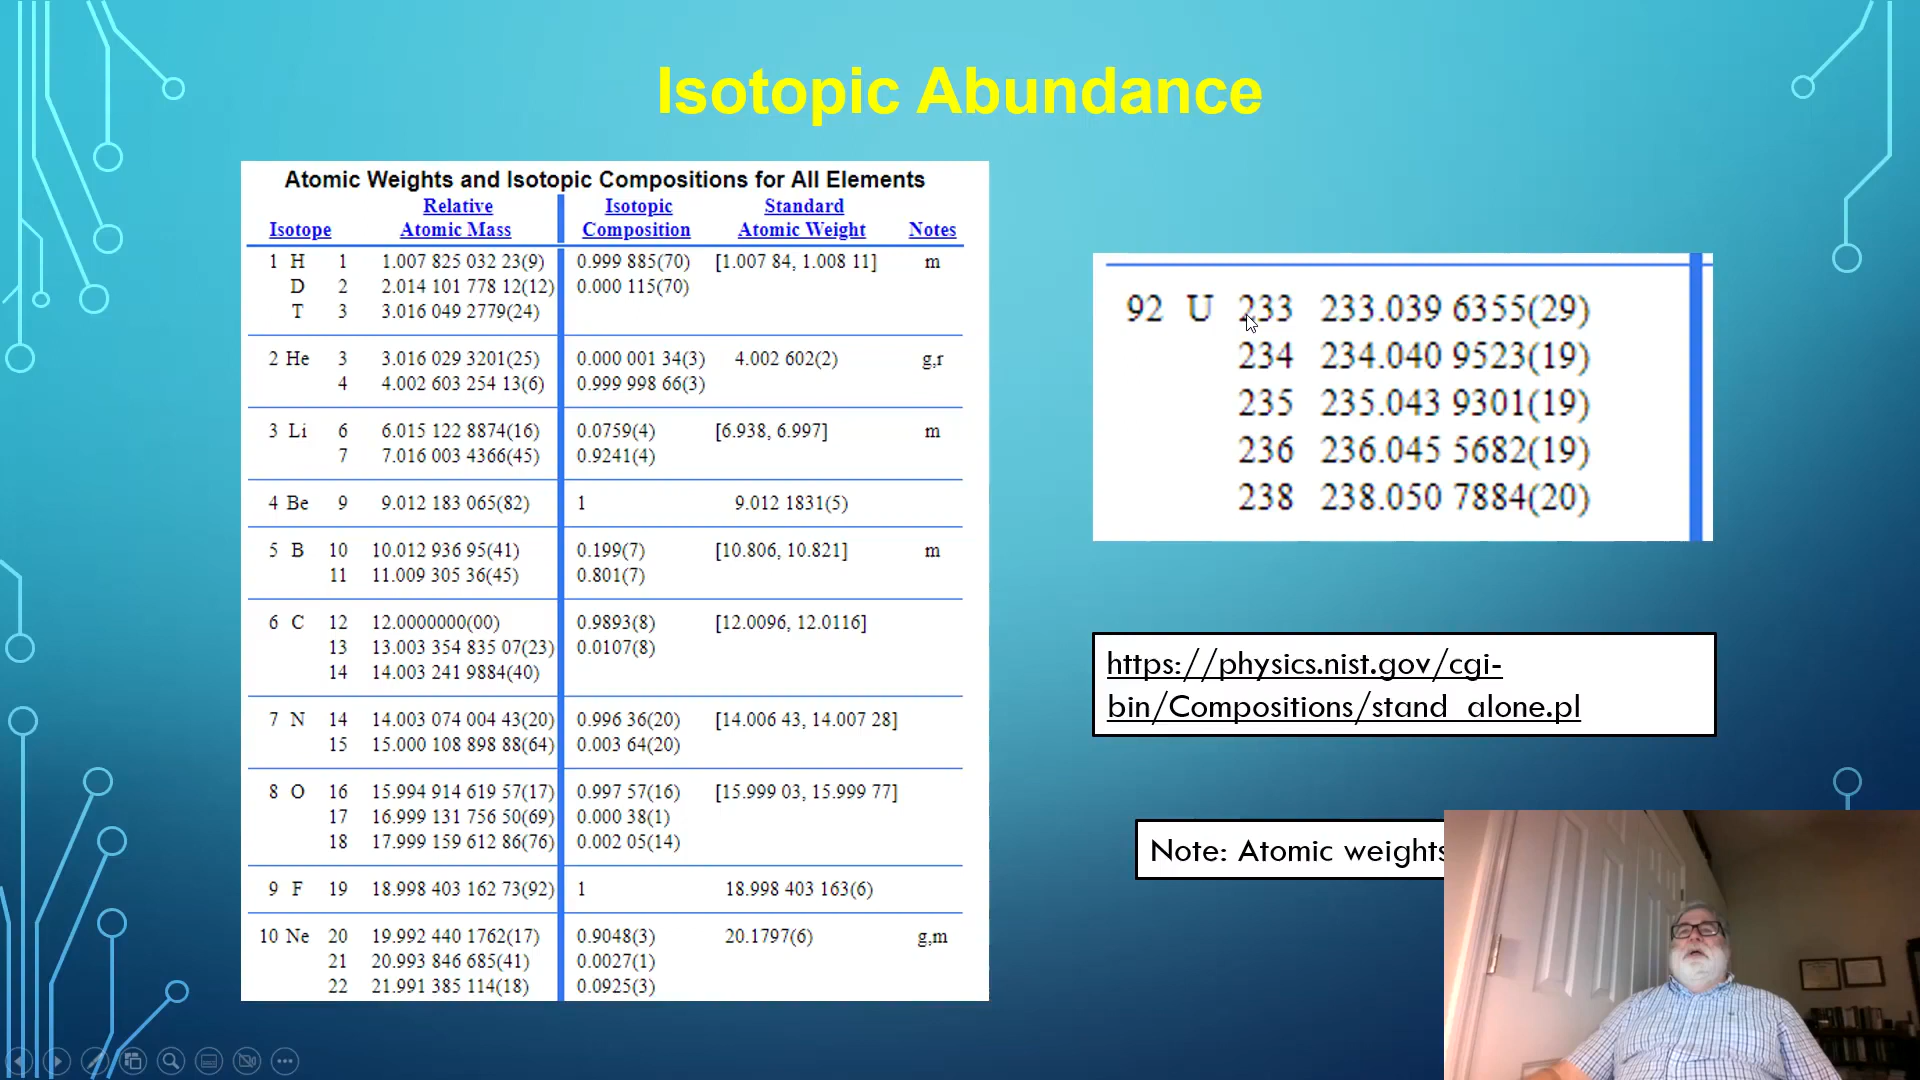 Isotopic Abundance
Atomic Weights and Isotopic Compositions for All Elements
Isotope Relative Atomic Mass Isotopic Composition Standard Atomic Weight Notes
1 H 1 1.007 825 032 23(9) 0.999 885(70) [1.007 84, 1.008 11] m
D 2 2.014 101 778 12(12) 0.000 115(70)
T 3 3.016 049 2779(24)
2 He 3 3.016 029 3201(25) 0.000 001 34(3) 4.002 602(2) g,r
4 4.002 603 254 13(6) 0.999 998 66(3)
3 Li 6 6.015 122 8874(16) 0.0759(4) [6.938, 6.997] m
7 7.016 003 4366(45) 0.9241(4)
4 Be 9 9.012 183 065(82) 1 9.012 1831(5)
5 B 10 10.012 936 95(41) 0.199(7) [10.806, 10.821] m
11 11.009 305 36(45) 0.801(7)
6 C 12 12.0000000(00) 0.9893(8) [12.0096, 12.0116]
13 13.003 354 835 07(23) 0.0107(8)
14 14.003 241 9884(40)
7 N 14 14.003 074 004 43(20) 0.996 36(20) [14.006 43, 14.007 28]
15 15.000 108 898 88(64) 0.003 64(20)
8 O 16 15.994 914 619 57(17) 0.997 57(16) [15.999 03, 15.999 77]
17 16.999 131 756 50(69) 0.000 38(1)
18 17.999 159 612 86(76) 0.002 05(14)
9 F 19 18.998 403 162 73(92) 1 18.998 403 163(6)
10 Ne 20 19.992 440 1762(17) 0.9048(3) 20.1797(6) g,m
21 20.993 846 685(41) 0.0027(1)
22 21.991 385 114(18) 0.0925(3)
92 U 233 233.039 6355(29)
234 234.040 9523(19)
235 235.043 9301(19)
236 236.045 5682(19)
238 238.050 7884(20)
https://physics.nist.gov/cgi-
bin/Compositions/stand_alone.pl
Note: Atomic weights